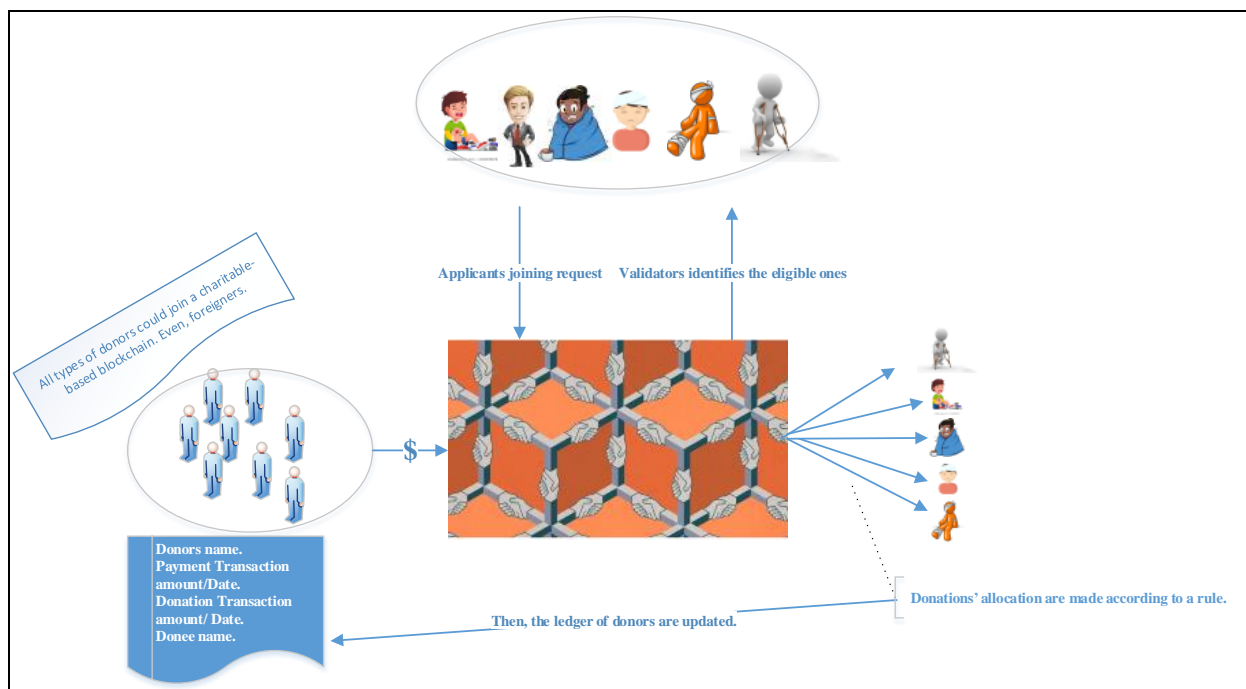 Applicants joining request
Validators identifies the eligible ones
All types of donors could join a charitable-
based blockchain. Even, foreigners.
$
Donors name.
Payment Transaction
amount/Date.
Donation Transaction
amount/ Date.
Donee name.
Donations’ allocation are made according to a rule.
Then, the ledger of donors are updated.